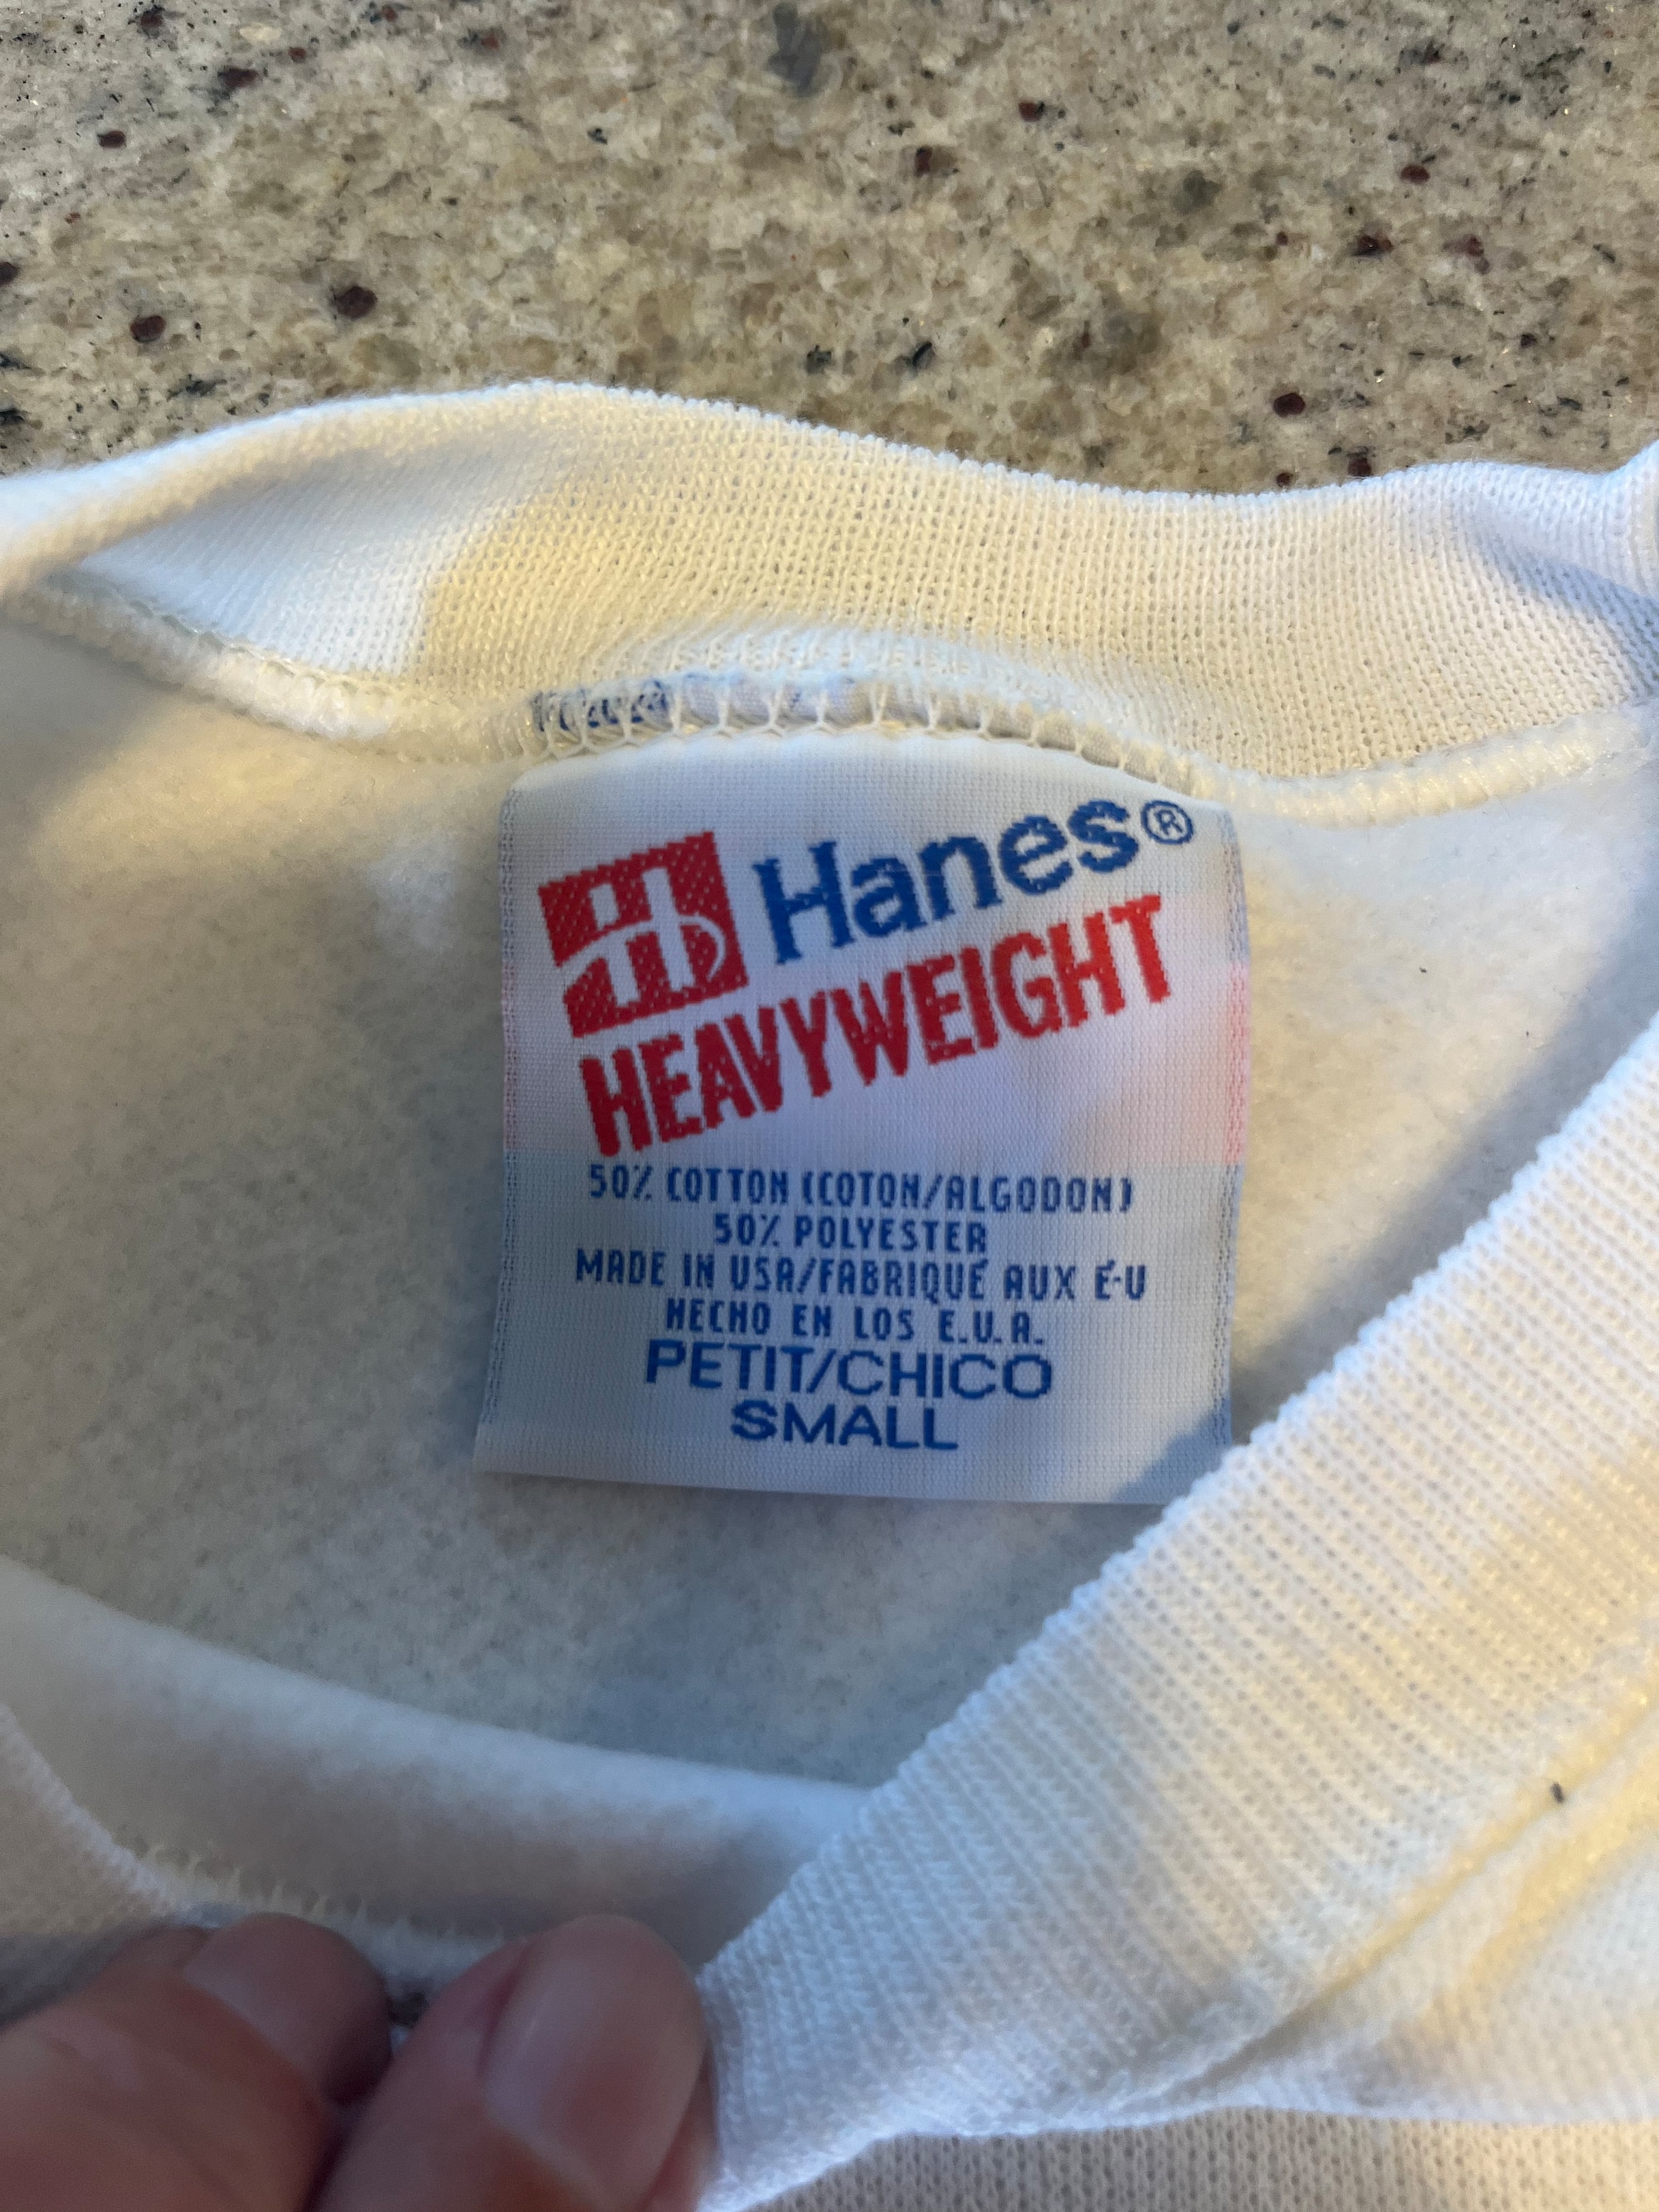 Hanes®
HEAVYWEIGHT
50% COTTON (COTON/ALGODON)
50% POLYESTER
MADE IN USA/FABRIQUÉ AUX É-U
HECHO EN LOS E.U.A.
PETIT/CHICO
SMALL